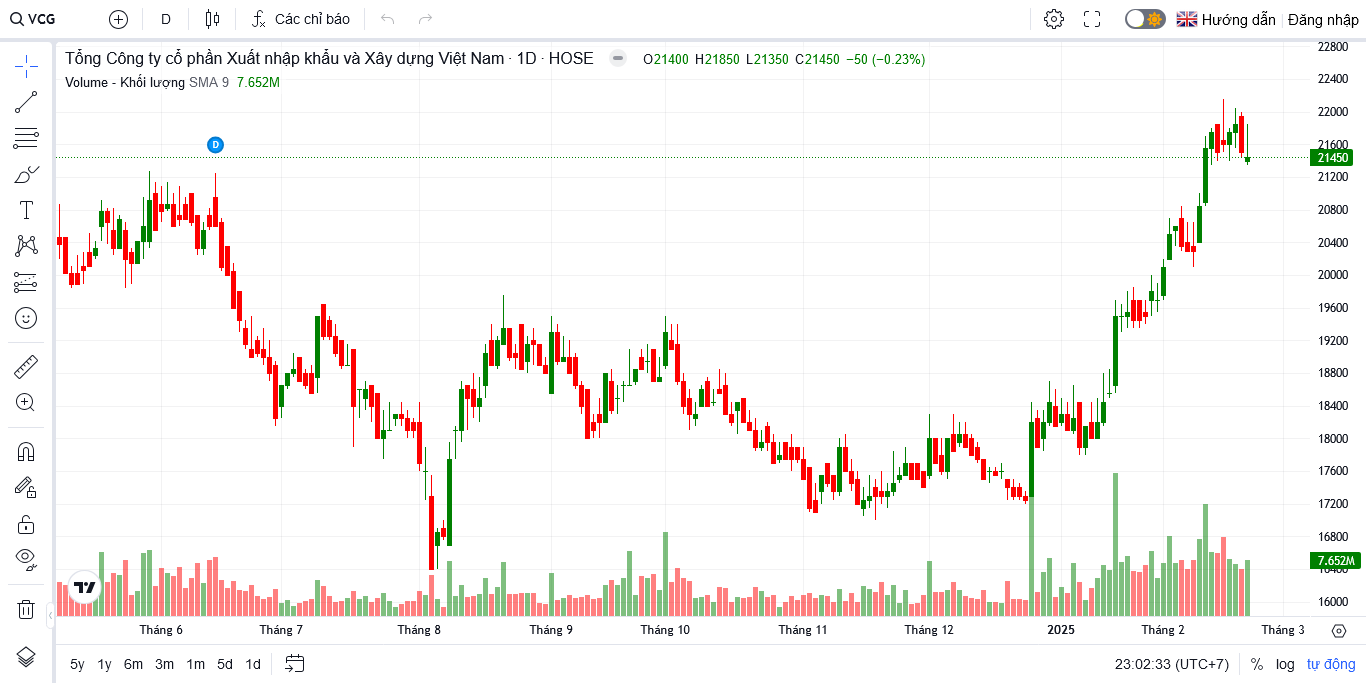 VCG D Các chỉ báo Hướng dẫn Đăng nhập
Tổng Công ty cổ phần Xuất nhập khẩu và Xây dựng Việt Nam · 1D · HOSE O21400 H21850 L21350 C21450 −50 (−0.23%)
Volume - Khối lượng SMA 9 7.652M
D
22800
22400
22000
21600
21450
21200
20800
20400
20000
19600
19200
18800
18400
18000
17600
17200
16800
7.652M
16400
16000
Tháng 6 Tháng 7 Tháng 8 Tháng 9 Tháng 10 Tháng 11 Tháng 12 2025 Tháng 2 Tháng 3
5y 1y 6m 3m 1m 5d 1d 23:02:33 (UTC+7) % log tự động